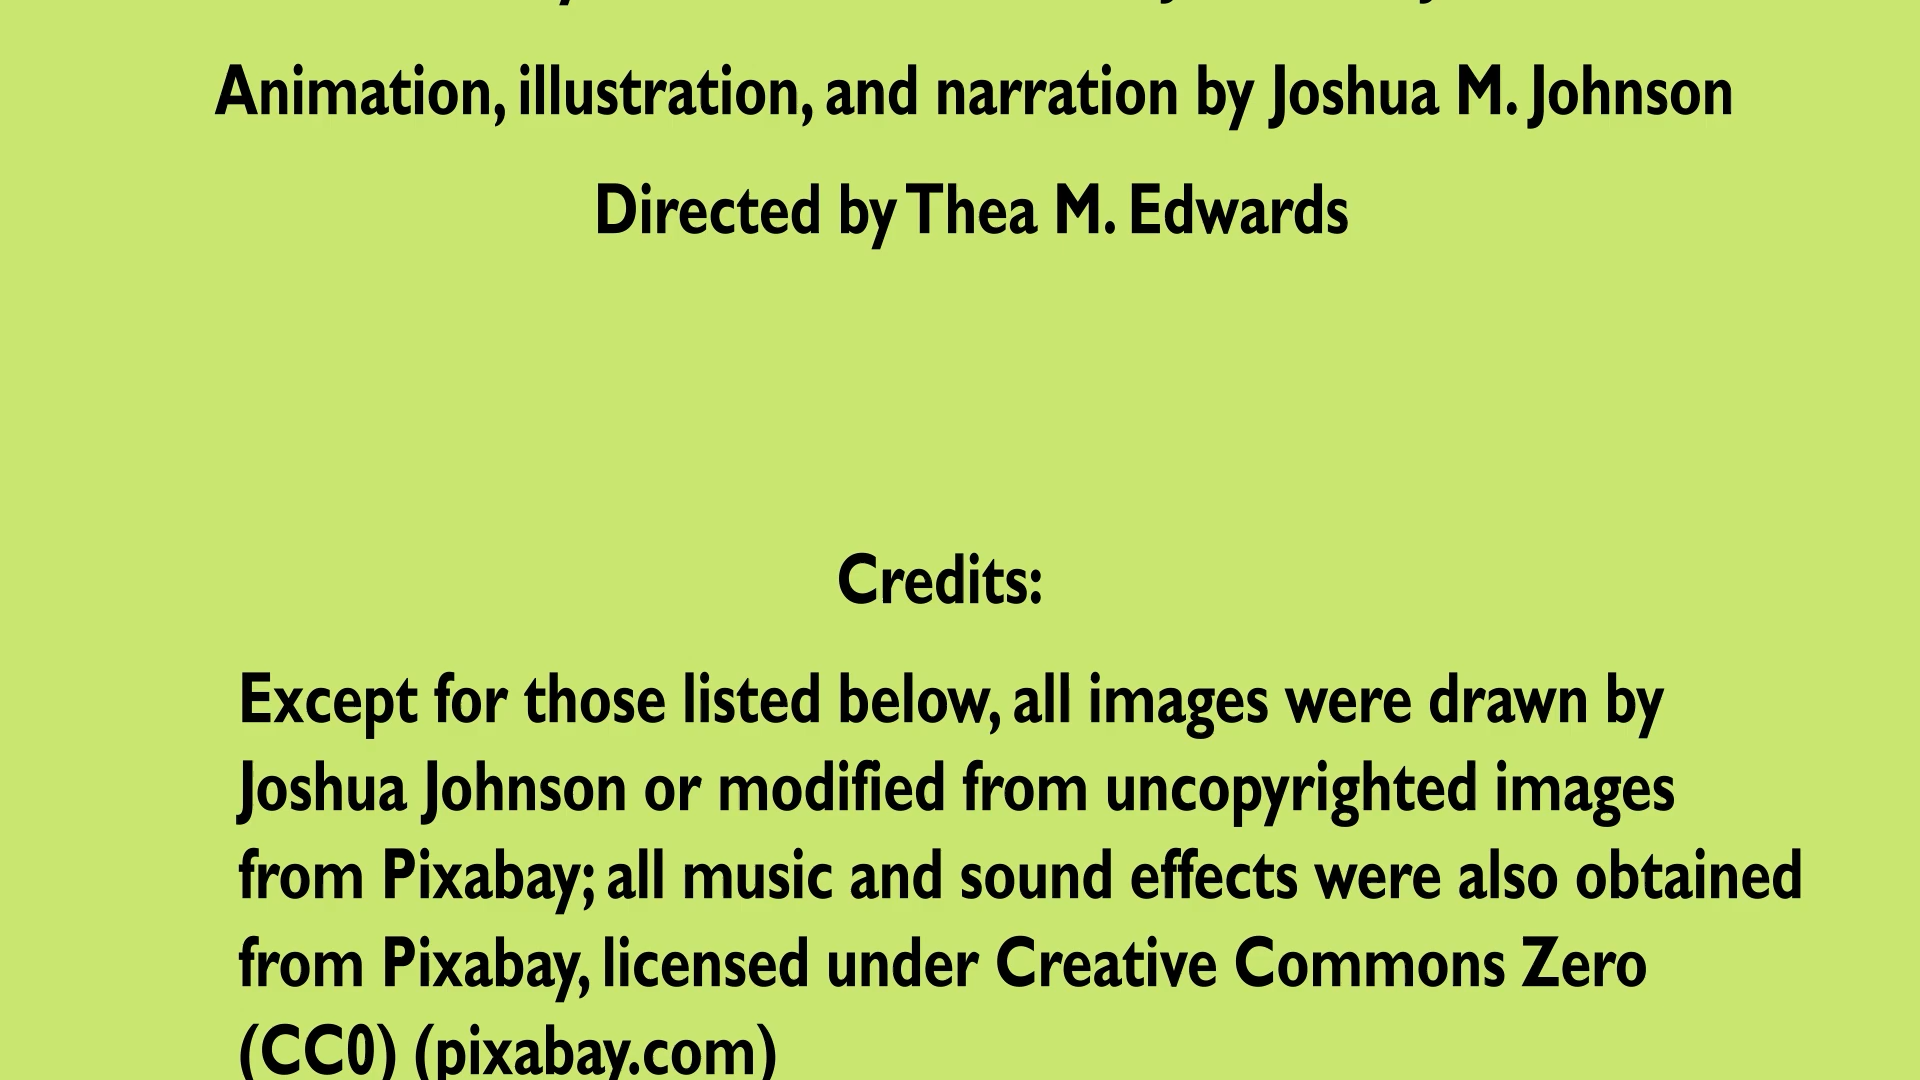 Animation, illustration, and narration by Joshua M. Johnson
Directed by Thea M. Edwards
Credits:
Except for those listed below, all images were drawn by
Joshua Johnson or modified from uncopyrighted images
from Pixabay; all music and sound effects were also obtained
from Pixabay, licensed under Creative Commons Zero
(CC0) (pixabay.com)